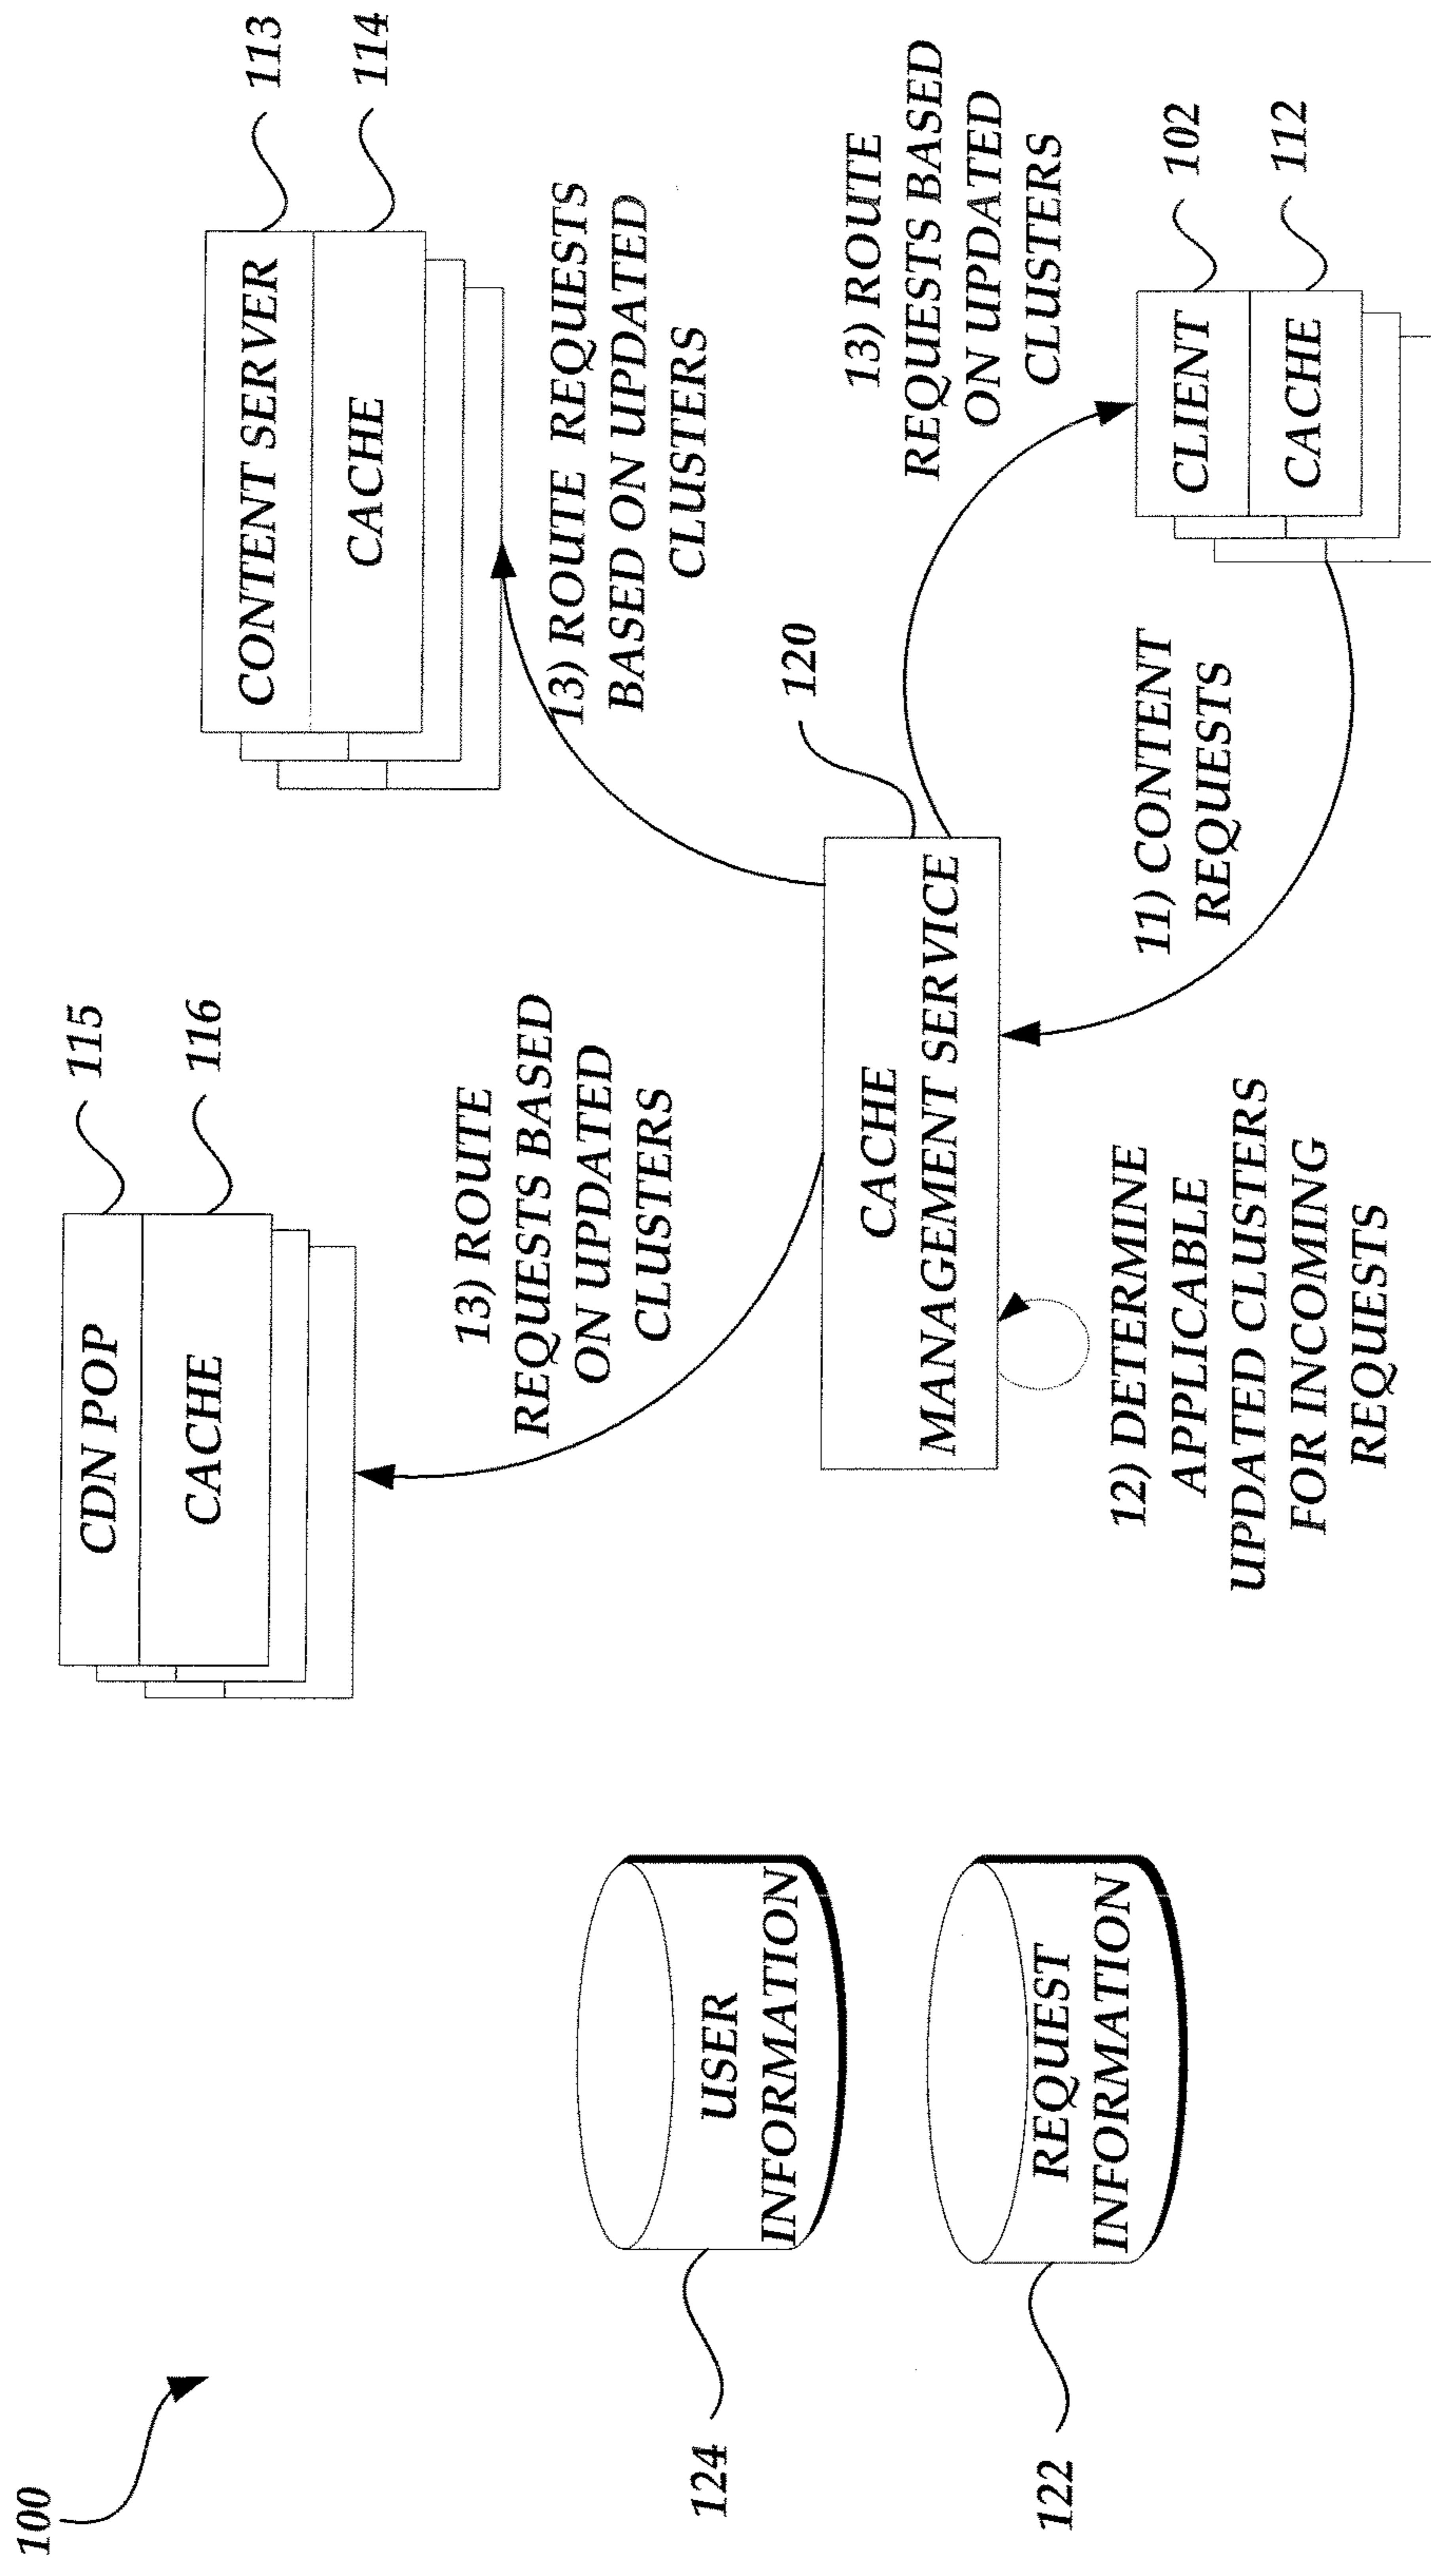 100
CDN POP
CACHE
115
116
CONTENT SERVER
CACHE
113
114
13) ROUTE
REQUESTS BASED
ON UPDATED
CLUSTERS
13) ROUTE REQUESTS
BASED ON UPDATED
CLUSTERS
13) ROUTE
REQUESTS BASED
ON UPDATED
CLUSTERS
120
CACHE
MANAGEMENT SERVICE
124
USER
INFORMATION
122
REQUEST
INFORMATION
12) DETERMINE
APPLICABLE
UPDATED CLUSTERS
FOR INCOMING
REQUESTS
11) CONTENT
REQUESTS
CLIENT
CACHE
102
112